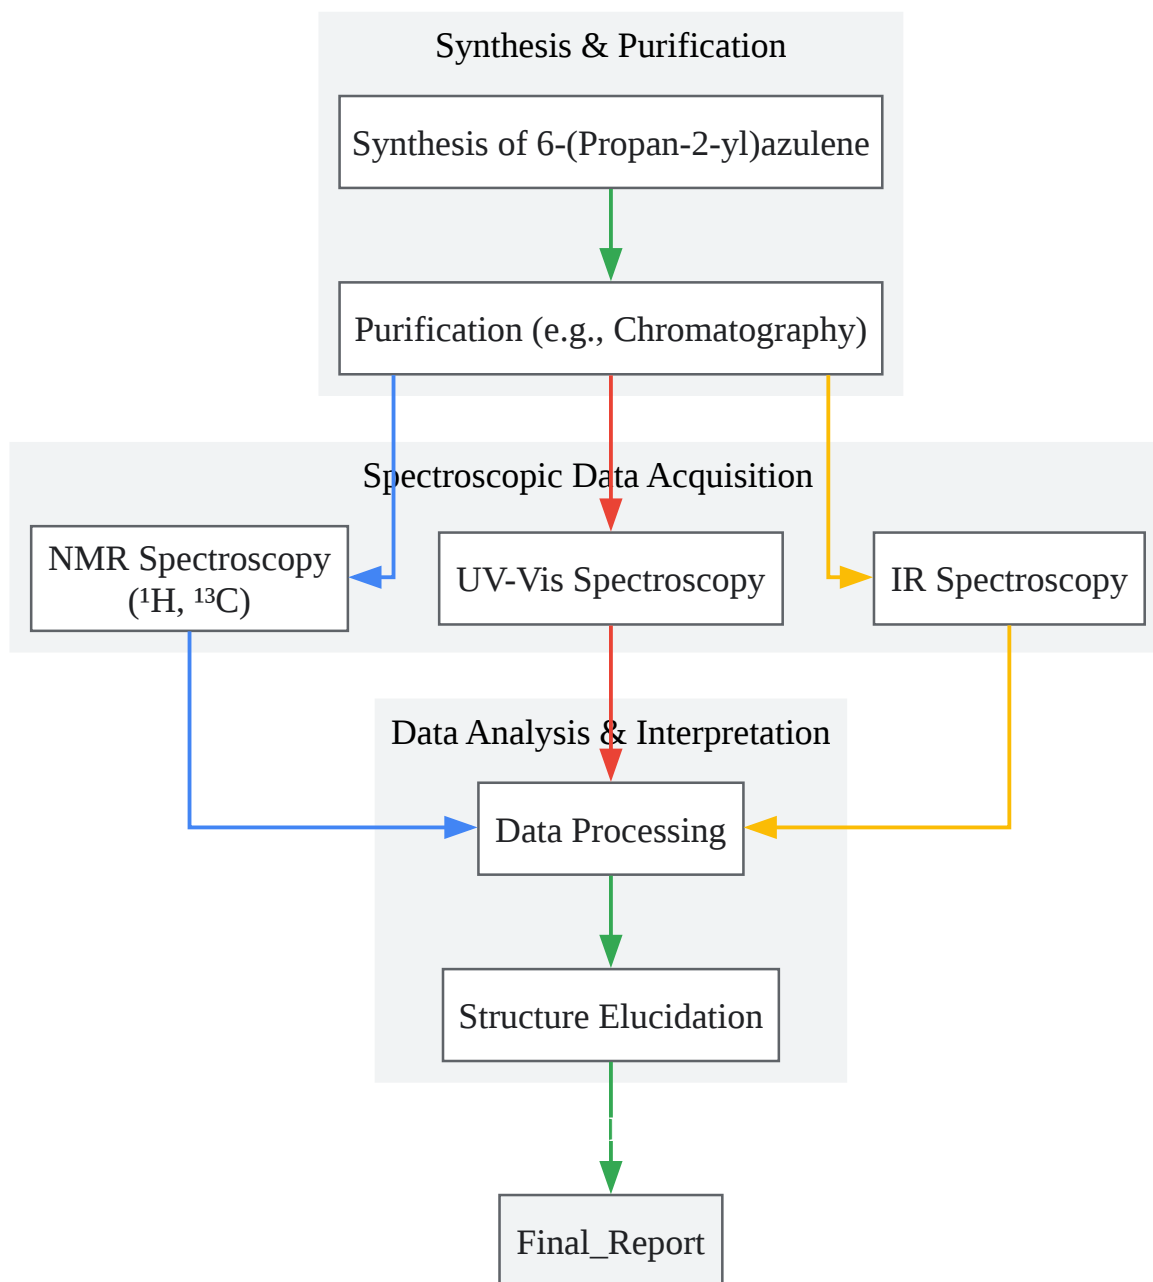 Synthesis & Purification
Synthesis of 6-(Propan-2-yl)azulene
Purification (e.g., Chromatography)
Spectroscopic Data Acquisition
NMR Spectroscopy
(¹H, ¹³C)
UV-Vis Spectroscopy
IR Spectroscopy
Data Analysis & Interpretation
Data Processing
Structure Elucidation
Final_Report